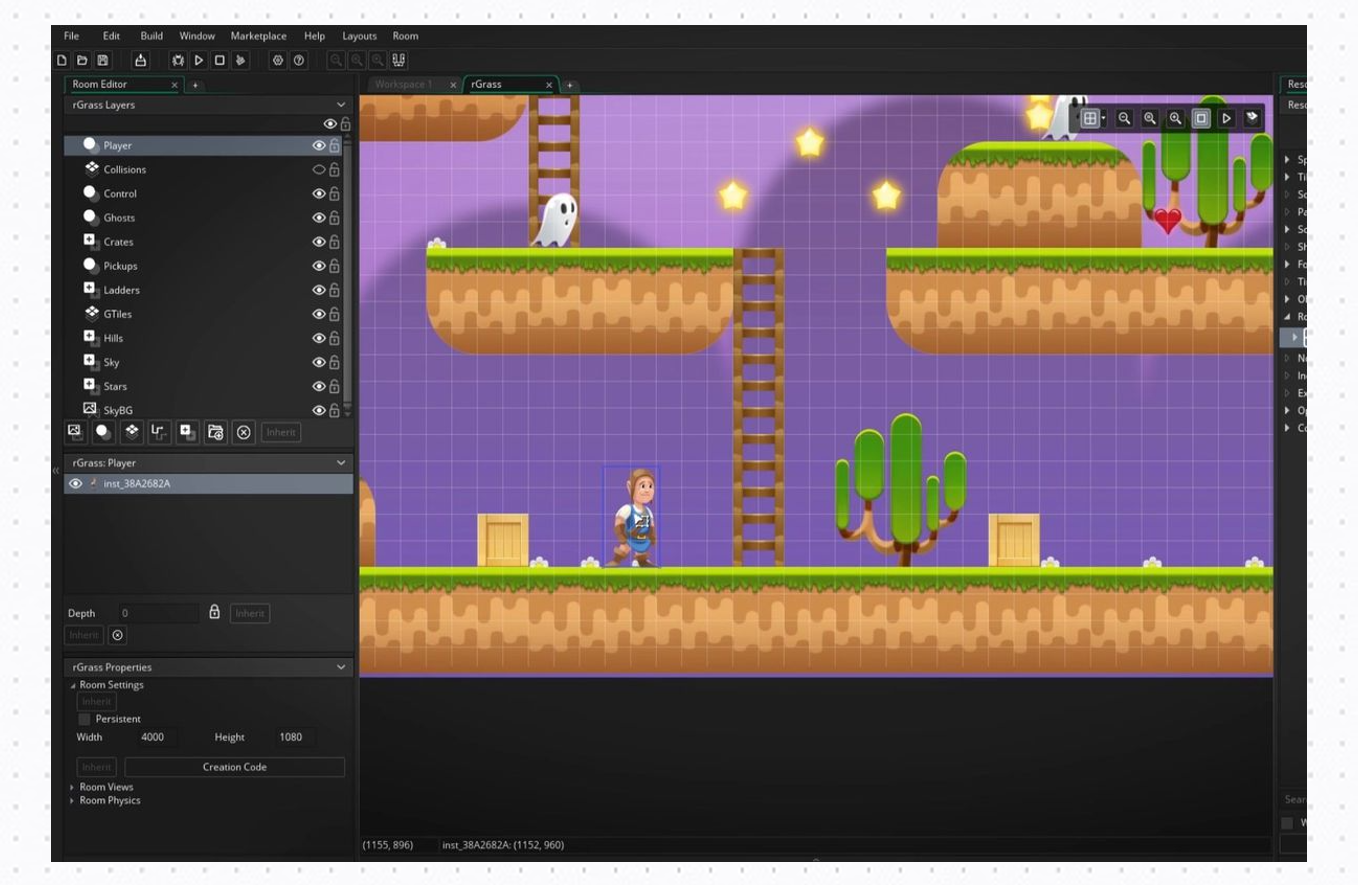 File Edit Build Window Marketplace Help Layouts Room
Room Editor
Workspace 1
rGrass
rGrass Layers
Player
Collisions
Control
Ghosts
Crates
Pickups
Ladders
GTiles
Hills
Sky
Stars
SkyBG
Inherit
rGrass: Player
inst_38A2682A
Depth 0 Inherit
Inherit
rGrass Properties
Room Settings
Inherit
Persistent
Width 4000 Height 1080
Inherit Creation Code
Room Views
Room Physics
(1155, 896) inst_38A2682A: (1152, 960)